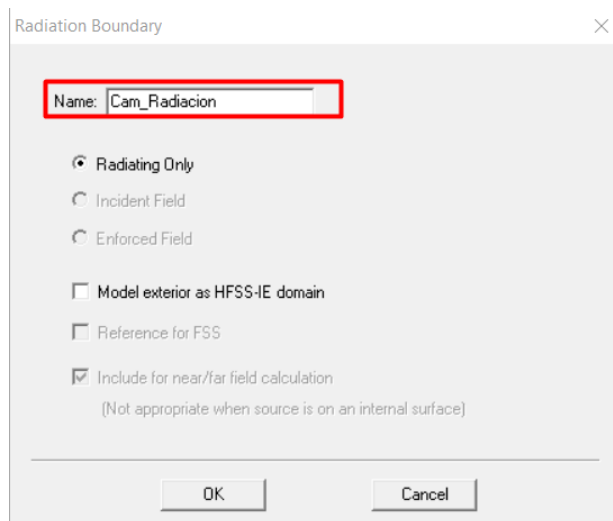 Radiation Boundary
Name: Cam_Radiacion
Radiating Only
Incident Field
Enforced Field
Model exterior as HFSS-IE domain
Reference for FSS
Include for near/far field calculation
(Not appropriate when source is on an internal surface)
OK Cancel